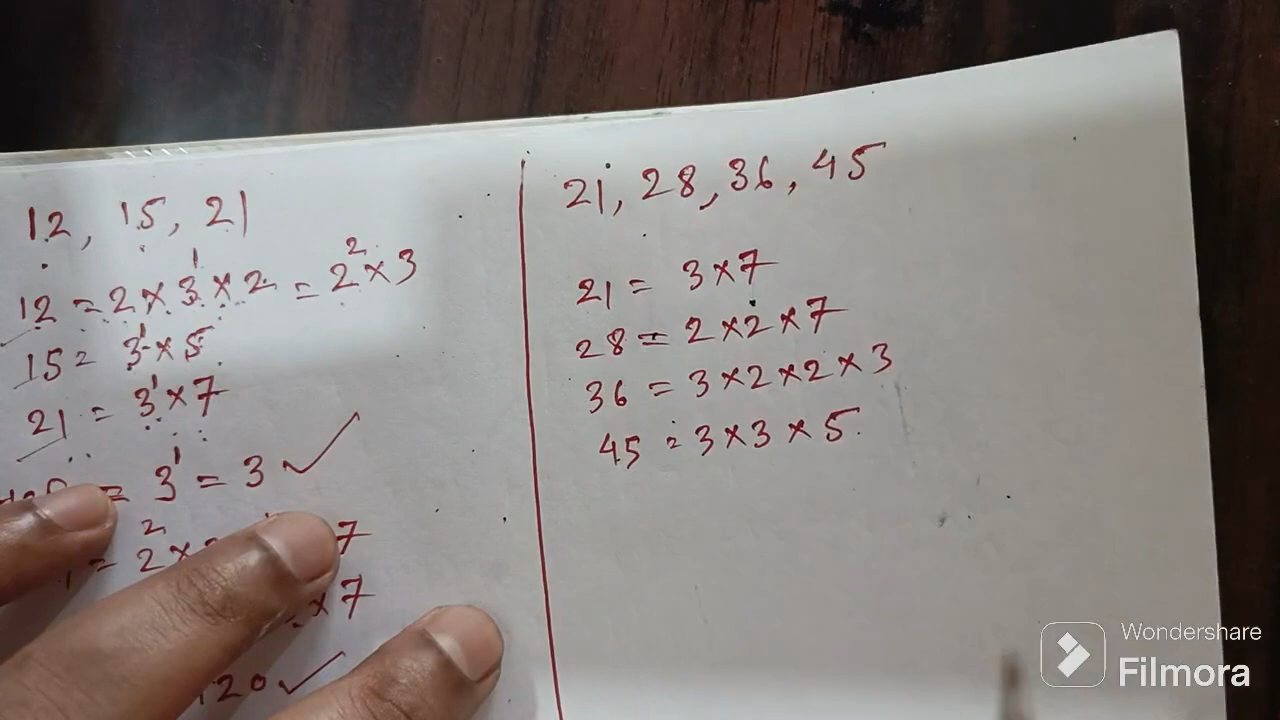 12, 15, 21
12 = 2 × 3¹ × 2 = 2² × 3
15 = 3¹ × 5
21 = 3¹ × 7
= 3¹ = 3 ✓
= 2² × 7
× 7
120 ✓
21, 28, 36, 45
21 = 3 × 7
28 = 2 × 2 × 7
36 = 3 × 2 × 2 × 3
45 = 3 × 3 × 5
Wondershare
Filmora